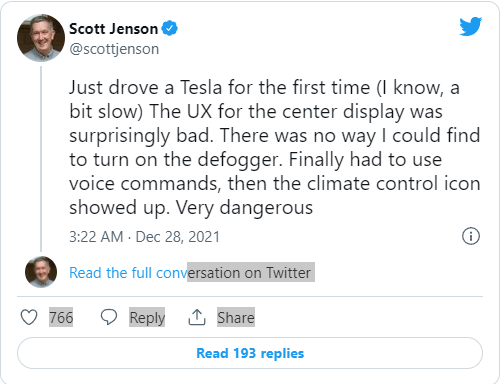 Scott Jenson
@scottjenson
Just drove a Tesla for the first time (I know, a
bit slow) The UX for the center display was
surprisingly bad. There was no way I could find
to turn on the defogger. Finally had to use
voice commands, then the climate control icon
showed up. Very dangerous
3:22 AM · Dec 28, 2021
Read the full conversation on Twitter
766 Reply Share
Read 193 replies